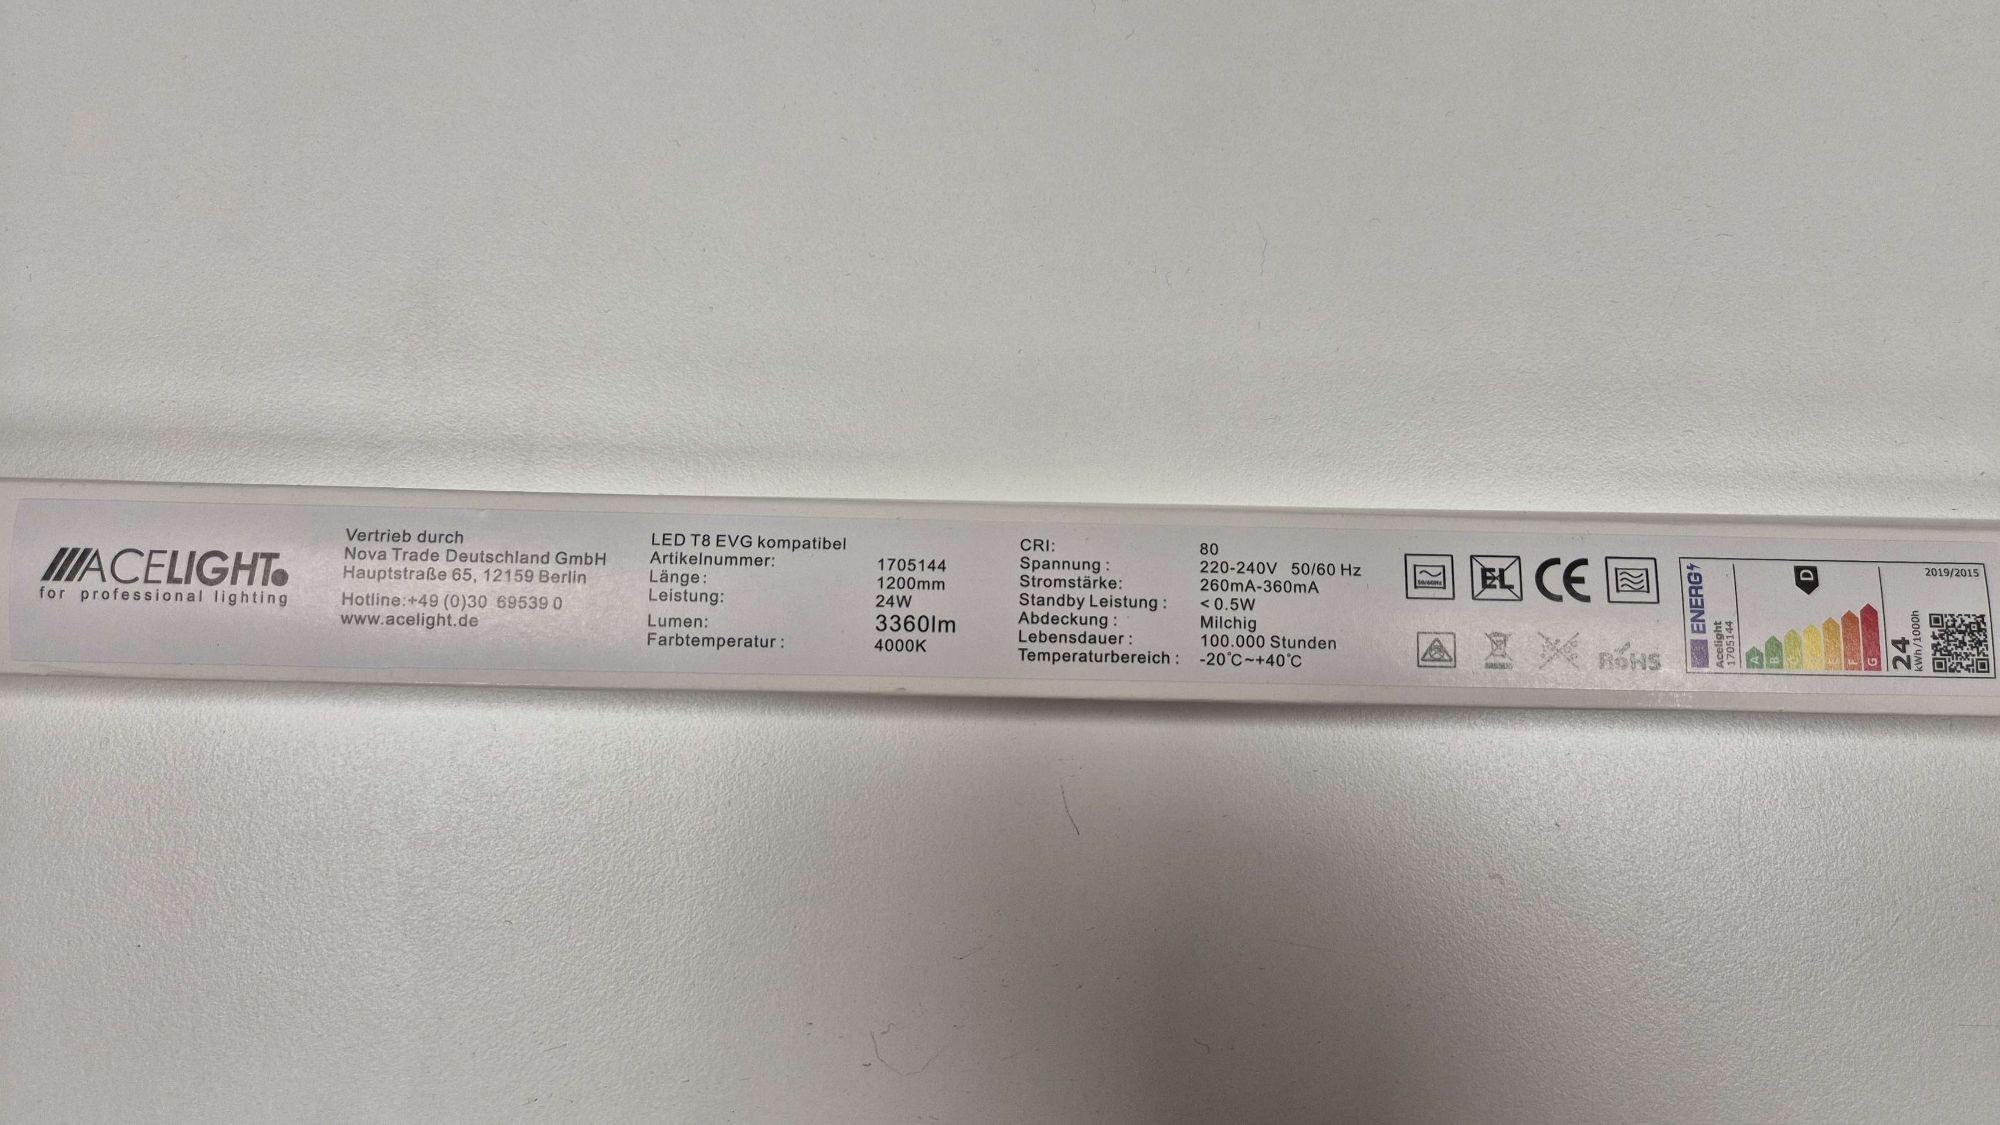 ACELIGHT.
for professional lighting
Vertrieb durch
Nova Trade Deutschland GmbH
Hauptstraße 65, 12159 Berlin
Hotline:+49 (0)30 69539 0
www.acelight.de
LED T8 EVG kompatibel
Artikelnummer: 1705144
Länge: 1200mm
Leistung: 24W
Lumen: 3360lm
Farbtemperatur : 4000K
CRI: 80
Spannung : 220-240V 50/60 Hz
Stromstärke: 260mA-360mA
Standby Leistung : < 0.5W
Abdeckung : Milchig
Lebensdauer : 100.000 Stunden
Temperaturbereich : -20°C~+40°C
50/60Hz
EL
CE
RoHS
ENERG
Acelight
1705144
A
B
C
D
E
F
G
D
24
kWh/1000h
2019/2015